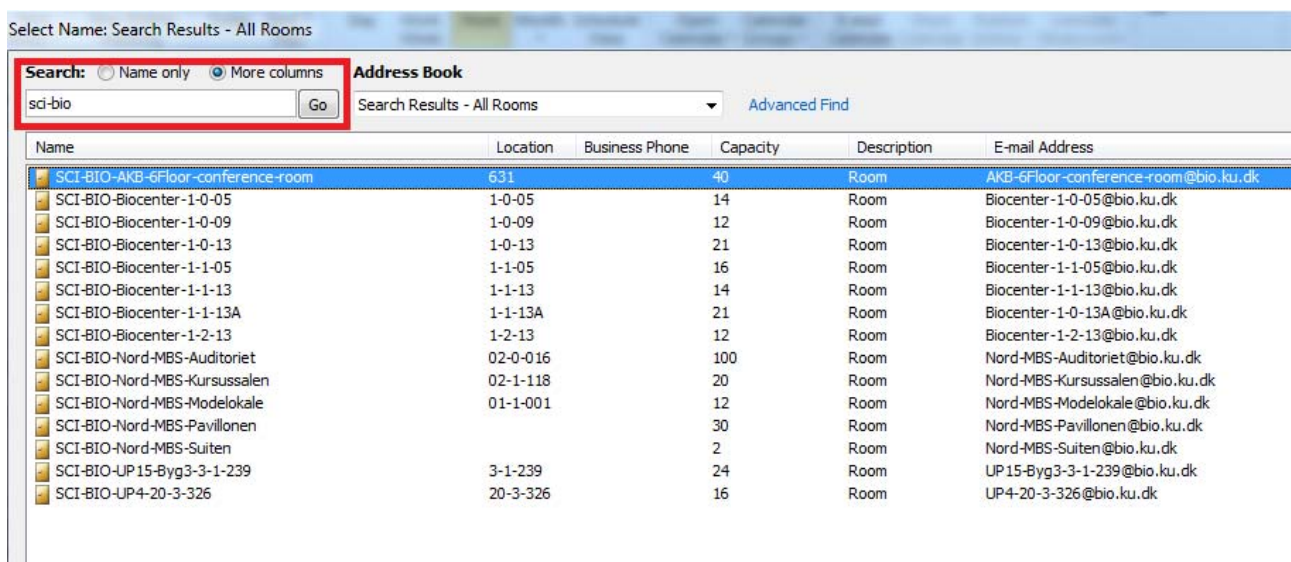 Select Name: Search Results - All Rooms
Search: Name only More columns Address Book
sci-bio Go Search Results - All Rooms Advanced Find
Name Location Business Phone Capacity Description E-mail Address
SCI-BIO-AKB-6Floor-conference-room 631 40 Room AKB-6Floor-conference-room@bio.ku.dk
SCI-BIO-Biocenter-1-0-05 1-0-05 14 Room Biocenter-1-0-05@bio.ku.dk
SCI-BIO-Biocenter-1-0-09 1-0-09 12 Room Biocenter-1-0-09@bio.ku.dk
SCI-BIO-Biocenter-1-0-13 1-0-13 21 Room Biocenter-1-0-13@bio.ku.dk
SCI-BIO-Biocenter-1-1-05 1-1-05 16 Room Biocenter-1-1-05@bio.ku.dk
SCI-BIO-Biocenter-1-1-13 1-1-13 14 Room Biocenter-1-1-13@bio.ku.dk
SCI-BIO-Biocenter-1-1-13A 1-1-13A 21 Room Biocenter-1-0-13A@bio.ku.dk
SCI-BIO-Biocenter-1-2-13 1-2-13 12 Room Biocenter-1-2-13@bio.ku.dk
SCI-BIO-Nord-MBS-Auditoriet 02-0-016 100 Room Nord-MBS-Auditoriet@bio.ku.dk
SCI-BIO-Nord-MBS-Kursussalen 02-1-118 20 Room Nord-MBS-Kursussalen@bio.ku.dk
SCI-BIO-Nord-MBS-Modelokale 01-1-001 12 Room Nord-MBS-Modelokale@bio.ku.dk
SCI-BIO-Nord-MBS-Pavillonen 30 Room Nord-MBS-Pavillonen@bio.ku.dk
SCI-BIO-Nord-MBS-Suiten 2 Room Nord-MBS-Suiten@bio.ku.dk
SCI-BIO-UP15-Byg3-3-1-239 3-1-239 24 Room UP15-Byg3-3-1-239@bio.ku.dk
SCI-BIO-UP4-20-3-326 20-3-326 16 Room UP4-20-3-326@bio.ku.dk